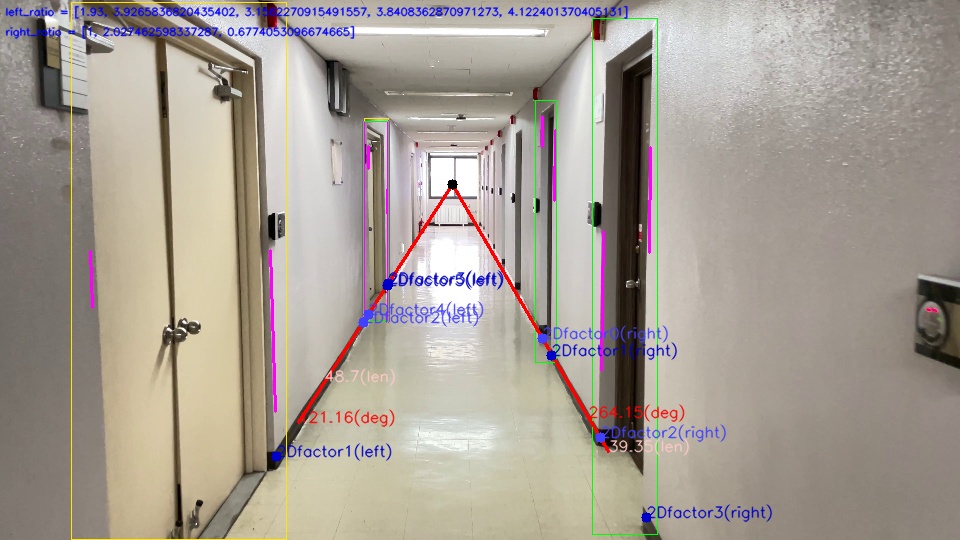 left_ratio = [1.93, 3.9265836820435402, 3.1502270915491557, 3.8408362870971273, 4.122401370405131]
right_ratio = [1, 2.027462598337287, 0.6774053096674665]
2Dfactor3(left)
2Dfactor4(left)
2Dfactor2(left)
2Dfactor0(right)
2Dfactor1(right)
48.7(len)
21.16(deg)
264.15(deg)
2Dfactor2(right)
39.35(len)
2Dfactor1(left)
2Dfactor3(right)